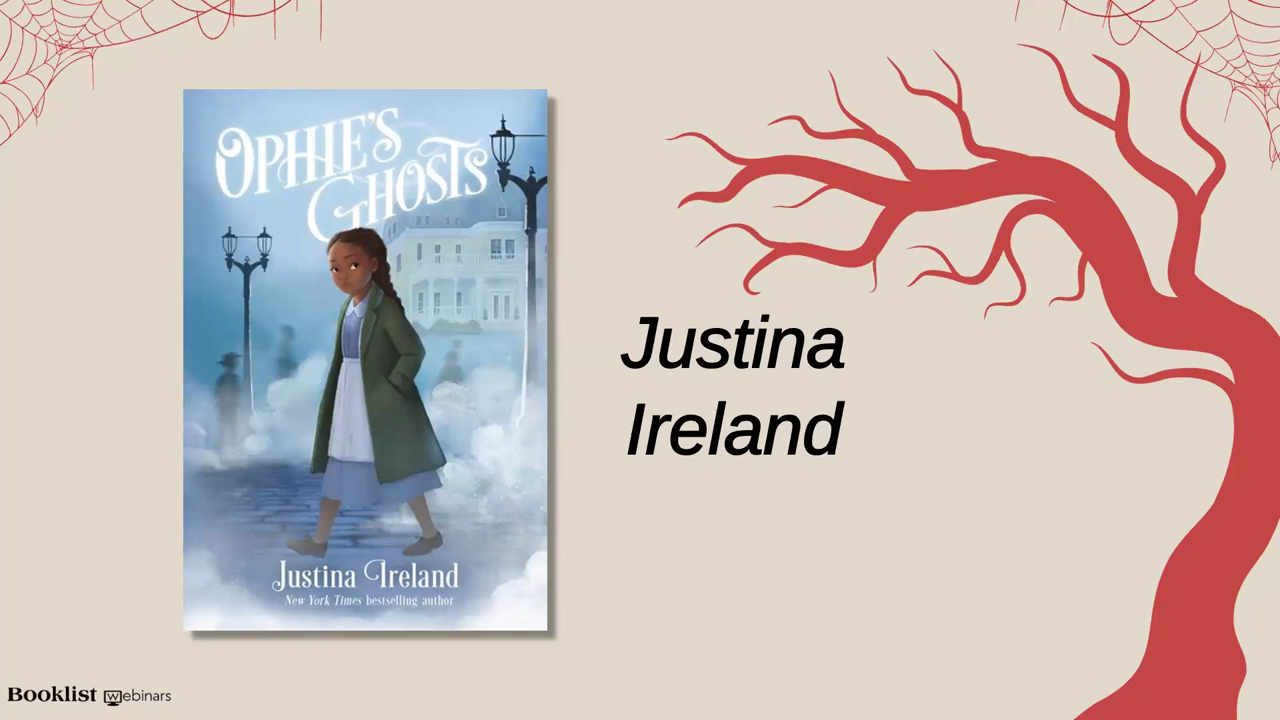 OPHIE'S
GHOSTS
Justina Ireland
New York Times bestselling author
Justina
Ireland
Booklist Webinars